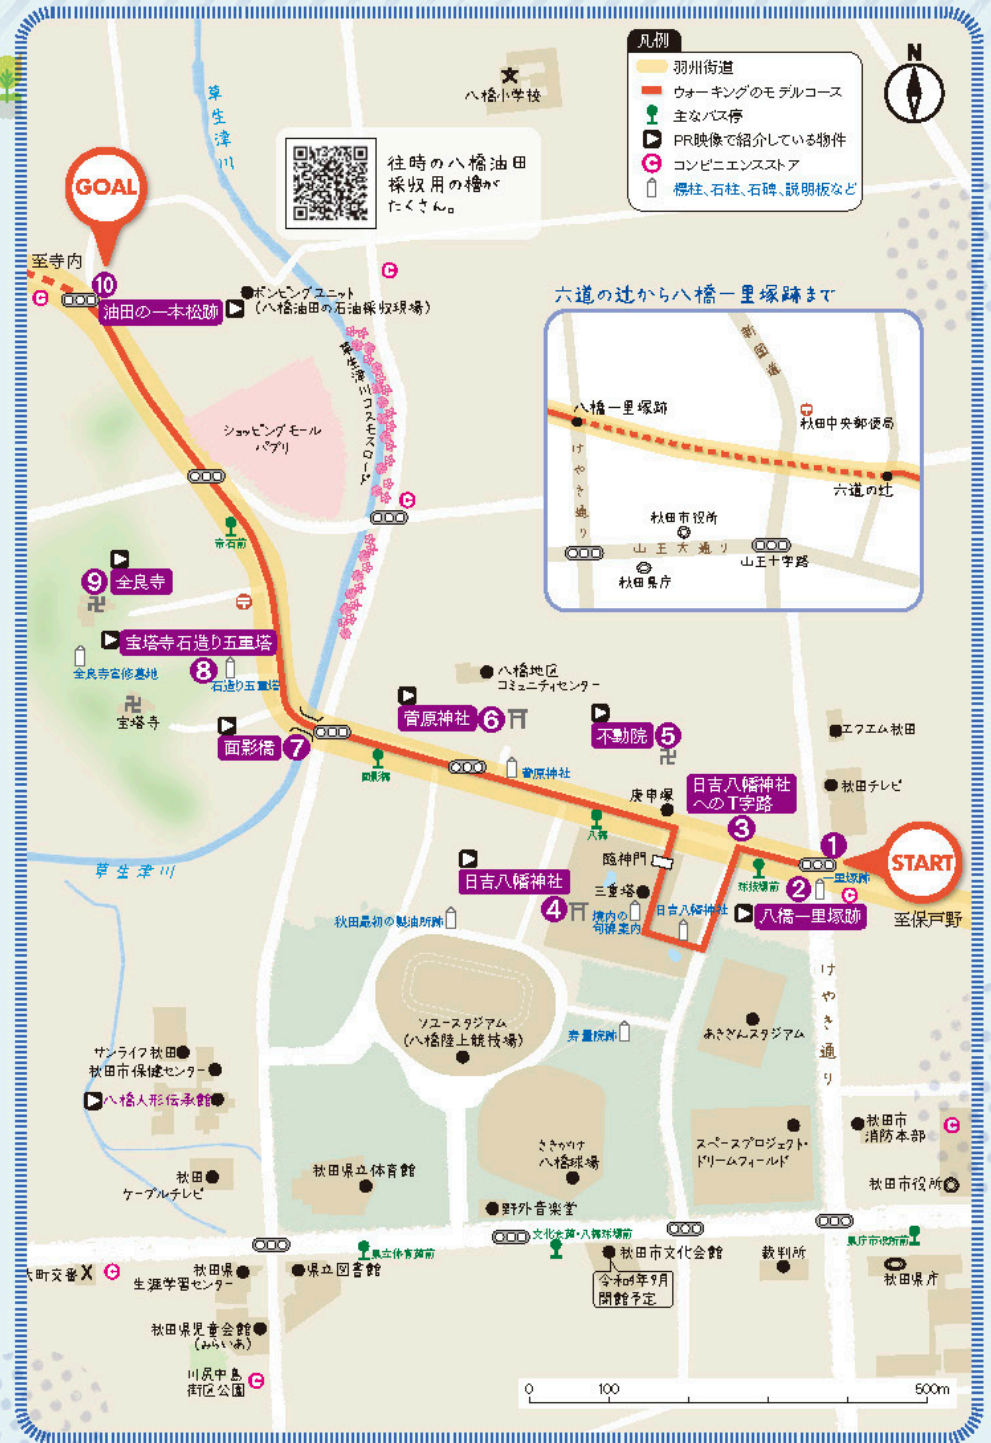 凡例
羽州街道
ウォーキングのモデルコース
主なバス停
PR映像で紹介している物件
コンビニエンスストア
標柱、石柱、石碑、説明板など
N
八橋小学校
草生津川
往時の八橋油田
採収用の櫓が
たくさん。
GOAL
至寺内
10
油田の一本松跡
ポンピングユニット
(八橋油田の石油採収現場)
草生津川コスモスロード
ショッピングモール
パブリ
六道の辻から八橋一里塚跡まで
新国道
八橋一里塚跡
秋田中央郵便局
けやき通り
六道の辻
秋田市役所
山王大通り
山王十字路
秋田県庁
帝石前
9 全良寺
宝塔寺石造り五重塔
8
全良寺官修墓地
石造り五重塔
宝塔寺
面影橋 7
面影橋
八橋地区
コミュニティセンター
菅原神社 6
菅原神社
不動院 5
エフエム秋田
秋田テレビ
庚申塚
八橋
日吉八幡神社
へのT字路
3
1
START
一里塚跡
球技場前
2
八橋一里塚跡
至保戸野
草生津川
日吉八幡神社
4
臨神門
三重塔
境内の
句碑案内
日吉八幡神社
秋田最初の製油所跡
けやき通り
ソユースタジアム
(八橋陸上競技場)
寿量院跡
あきぎんスタジアム
サンライフ秋田
秋田市保健センター
八橋人形伝承館
秋田
ケーブルテレビ
秋田県立体育館
さきがけ
八橋球場
スペースプロジェクト・
ドリームフィールド
秋田市
消防本部
秋田市役所
野外音楽堂
文化会館・八橋球場前
県立体育館前
県庁市役所前
秋田市文化会館
令和9年9月
開館予定
裁判所
秋田県庁
大町交番
秋田県
生涯学習センター
県立図書館
秋田県児童会館
(みらいあ)
川尻中島
街区公園
0 100 500m